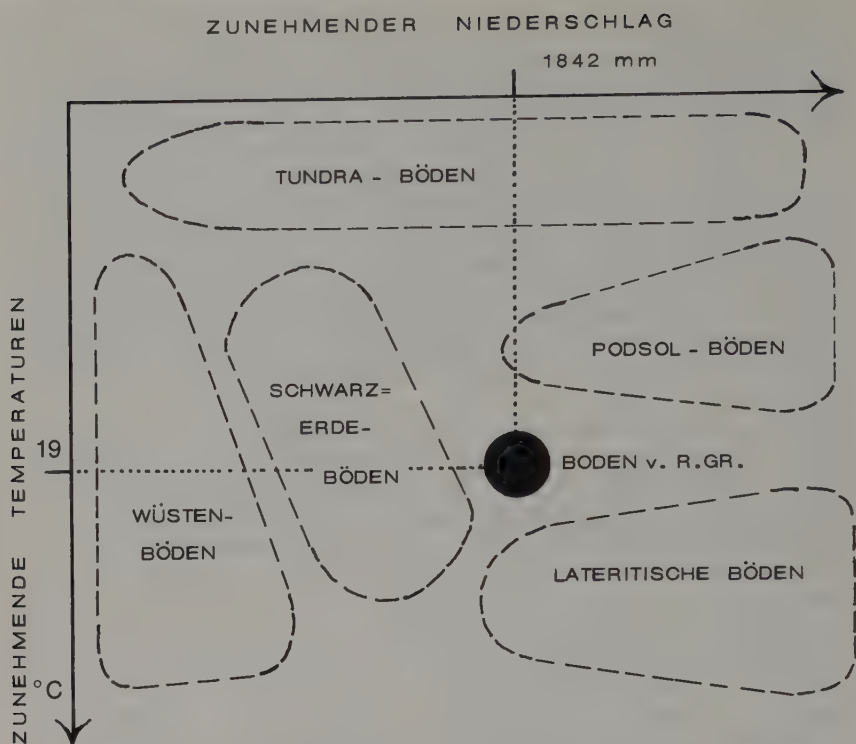 ZUNEHMENDER NIEDERSCHLAG
1842 mm
TUNDRA - BÖDEN
PODSOL - BÖDEN
SCHWARZ=
ERDE-
BÖDEN
19
BODEN v. R.GR.
WÜSTEN-
BÖDEN
LATERITISCHE BÖDEN
°C
ZUNEHMENDE TEMPERATUREN